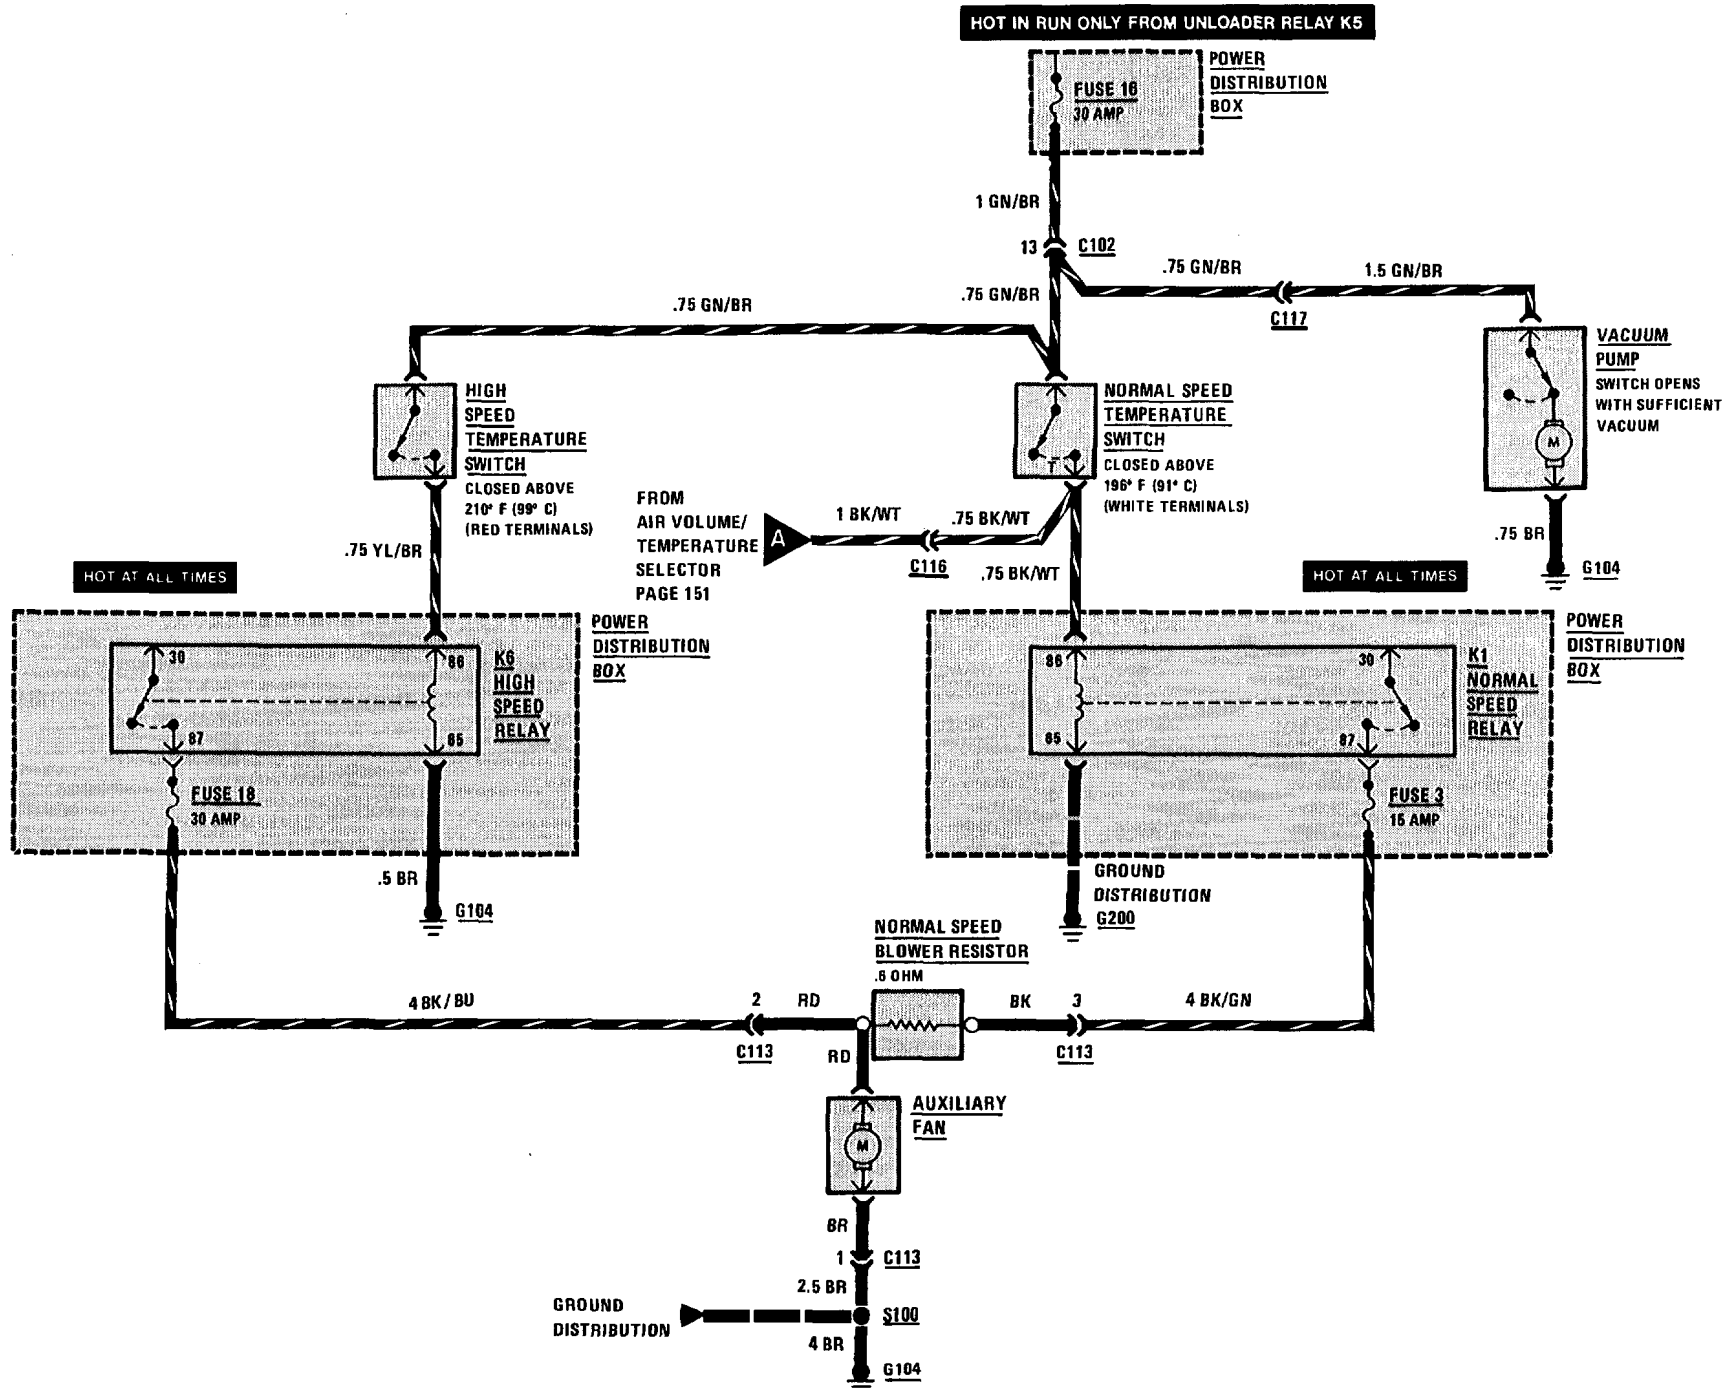 HOT IN RUN ONLY FROM UNLOADER RELAY K5
POWER
DISTRIBUTION
BOX
FUSE 16
30 AMP
1 GN/BR
13
C102
.75 GN/BR
.75 GN/BR
1.5 GN/BR
C117
.75 GN/BR
HIGH
SPEED
TEMPERATURE
SWITCH
CLOSED ABOVE
210° F (99° C)
(RED TERMINALS)
NORMAL SPEED
TEMPERATURE
SWITCH
CLOSED ABOVE
196° F (91° C)
(WHITE TERMINALS)
T
VACUUM
PUMP
SWITCH OPENS
WITH SUFFICIENT
VACUUM
M
.75 BR
G104
FROM
AIR VOLUME/
TEMPERATURE
SELECTOR
PAGE 151
A
1 BK/WT
.75 BK/WT
C116
.75 BK/WT
.75 YL/BR
HOT AT ALL TIMES
HOT AT ALL TIMES
POWER
DISTRIBUTION
BOX
30
86
87
85
K6
HIGH
SPEED
RELAY
FUSE 18
30 AMP
.5 BR
G104
POWER
DISTRIBUTION
BOX
86
30
85
87
K1
NORMAL
SPEED
RELAY
FUSE 3
15 AMP
GROUND
DISTRIBUTION
G200
NORMAL SPEED
BLOWER RESISTOR
.6 OHM
4 BK/BU
2
RD
C113
BK
3
4 BK/GN
C113
RD
AUXILIARY
FAN
M
BR
1
C113
2.5 BR
GROUND
DISTRIBUTION
S100
4 BR
G104